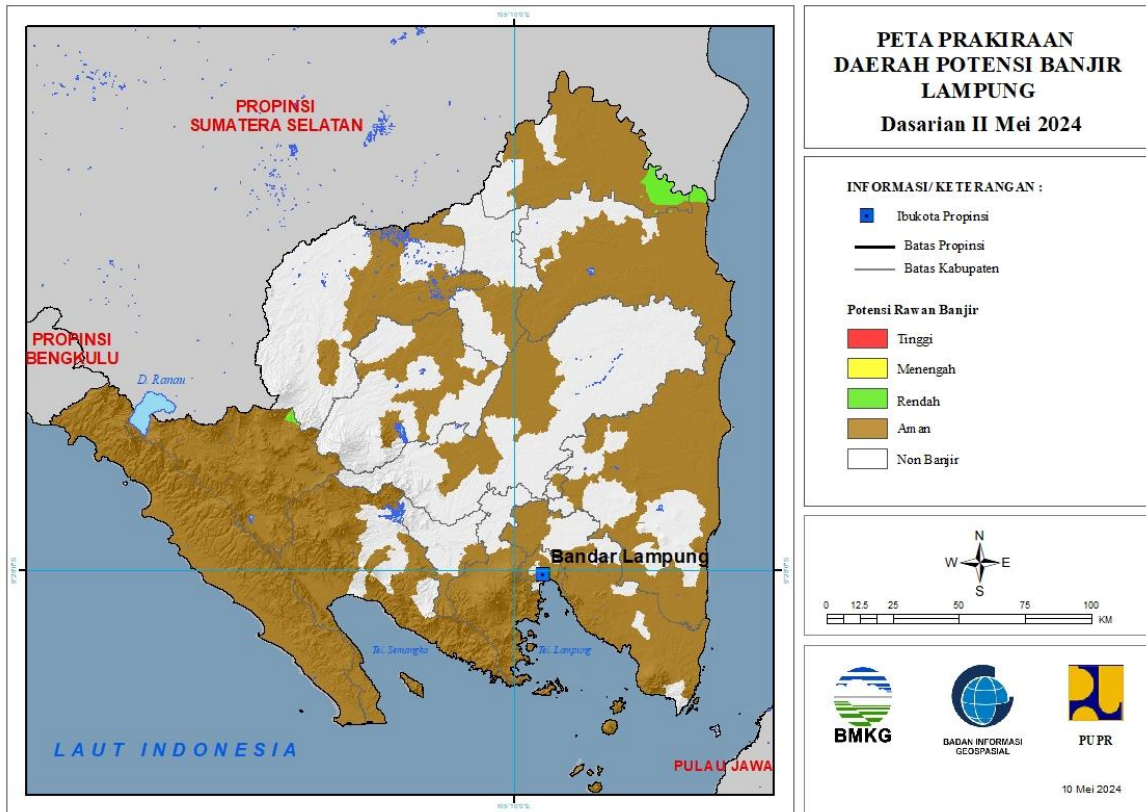 PROPINSI
SUMATERA SELATAN
PROPINSI
BENGKULU
D. Ranau
Bandar Lampung
Tel. Semangka
Tel. Lampung
LAUT INDONESIA
PULAU JAWA
PETA PRAKIRAAN
DAERAH POTENSI BANJIR
LAMPUNG
Dasarian II Mei 2024
INFORMASI/ KETERANGAN :
Ibukota Propinsi
Batas Propinsi
Batas Kabupaten
Potensi Rawan Banjir
Tinggi
Menengah
Rendah
Aman
Non Banjir
N
W E
S
0 12.5 25 50 75 100
KM
BMKG
BADAN INFORMASI
GEOSPASIAL
PUPR
10 Mei 2024